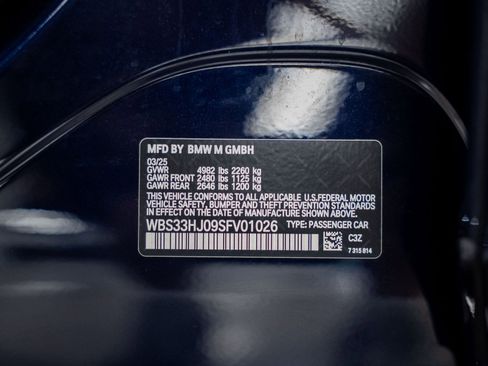 MFD BY BMW M GMBH
03/25
GVWR 4982 lbs 2260 kg
GAWR FRONT 2480 lbs 1125 kg
GAWR REAR 2646 lbs 1200 kg
THIS VEHICLE CONFORMS TO ALL APPLICABLE U.S.FEDERAL MOTOR
VEHICLE SAFETY, BUMPER AND THEFT PREVENTION STANDARDS
IN EFFECT ON THE DATE OF MANUFACTURE SHOWN ABOVE.
WBS33HJ09SFV01026 TYPE: PASSENGER CAR
C3Z
7 315 814